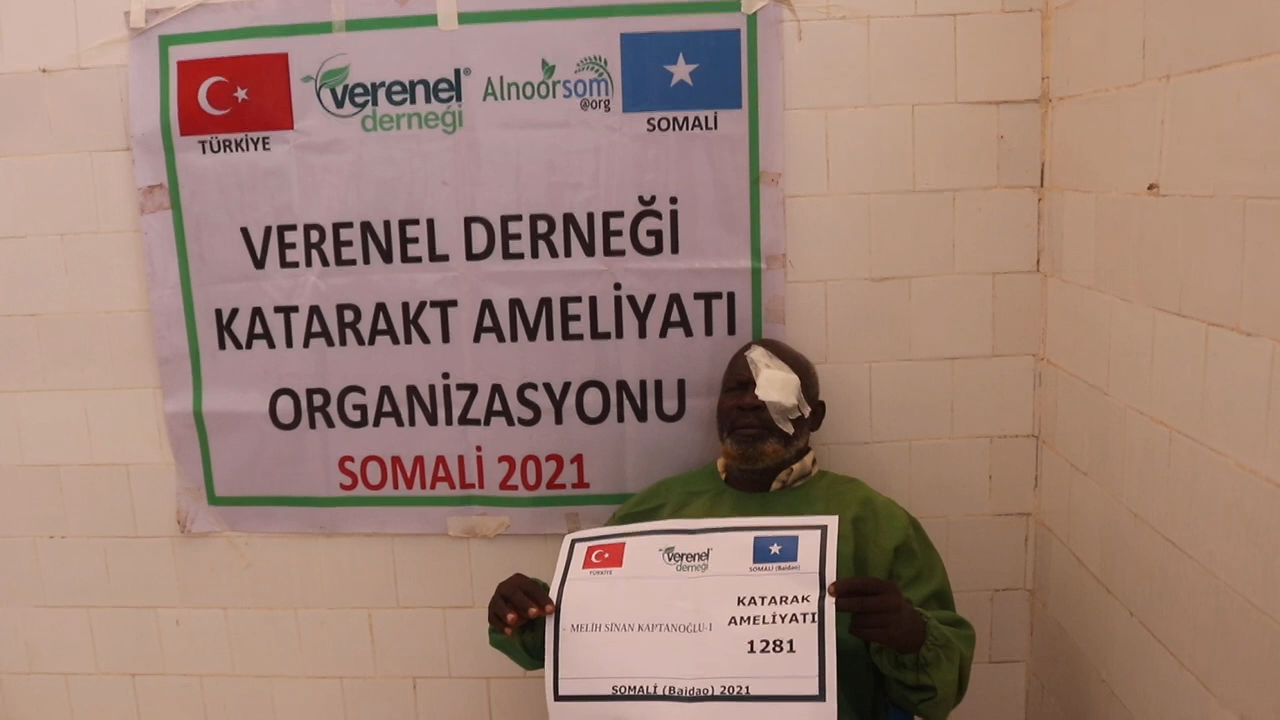 verenel®
derneği
Alnoorsom
@org
TÜRKİYE
SOMALİ
VERENEL DERNEĞİ
KATARAKT AMELİYATI
ORGANİZASYONU
SOMALİ 2021
verenel
derneği
TÜRKİYE
SOMALİ (Baidao)
KATARAK
AMELİYATI
- MELİH SİNAN KAPTANOĞLU-1
1281
SOMALİ (Baidao) 2021